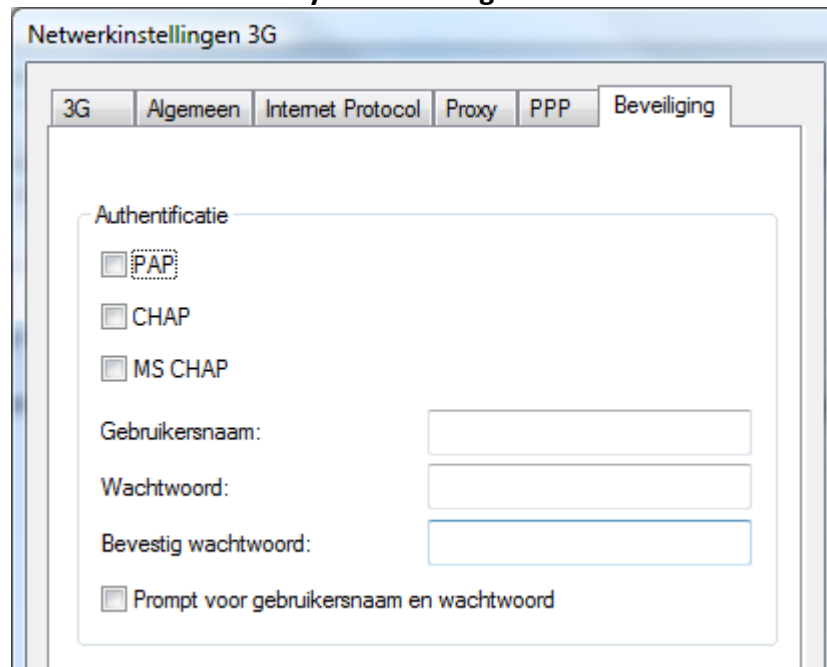 Netwerkinstellingen 3G
3G Algemeen Internet Protocol Proxy PPP Beveiliging
Authentificatie
PAP
CHAP
MS CHAP
Gebruikersnaam:
Wachtwoord:
Bevestig wachtwoord:
Prompt voor gebruikersnaam en wachtwoord